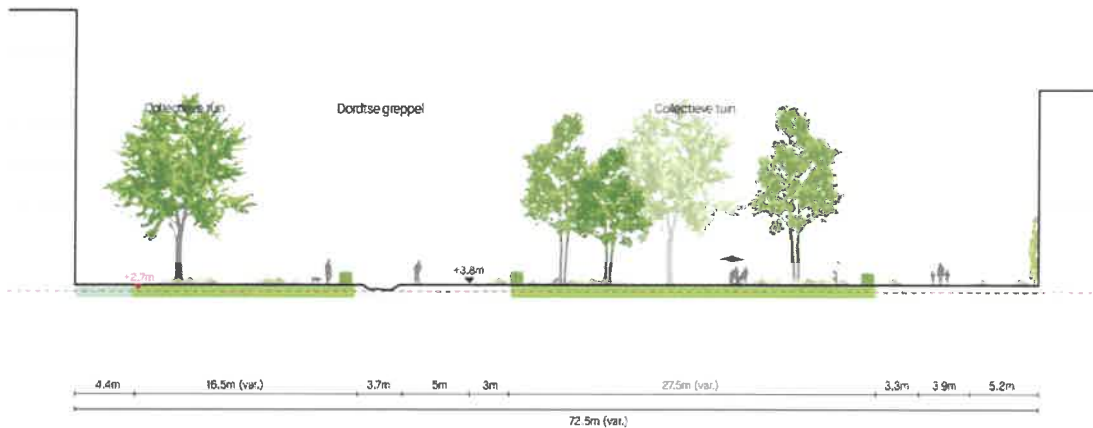 Collectieve tuin
Dordtse greppel
Collectieve tuin
+2.7m
+3.8m
4.4m
16.5m (var.)
3.7m
5m
3m
27.5m (var.)
3.3m
3.9m
5.2m
72.5m (var.)